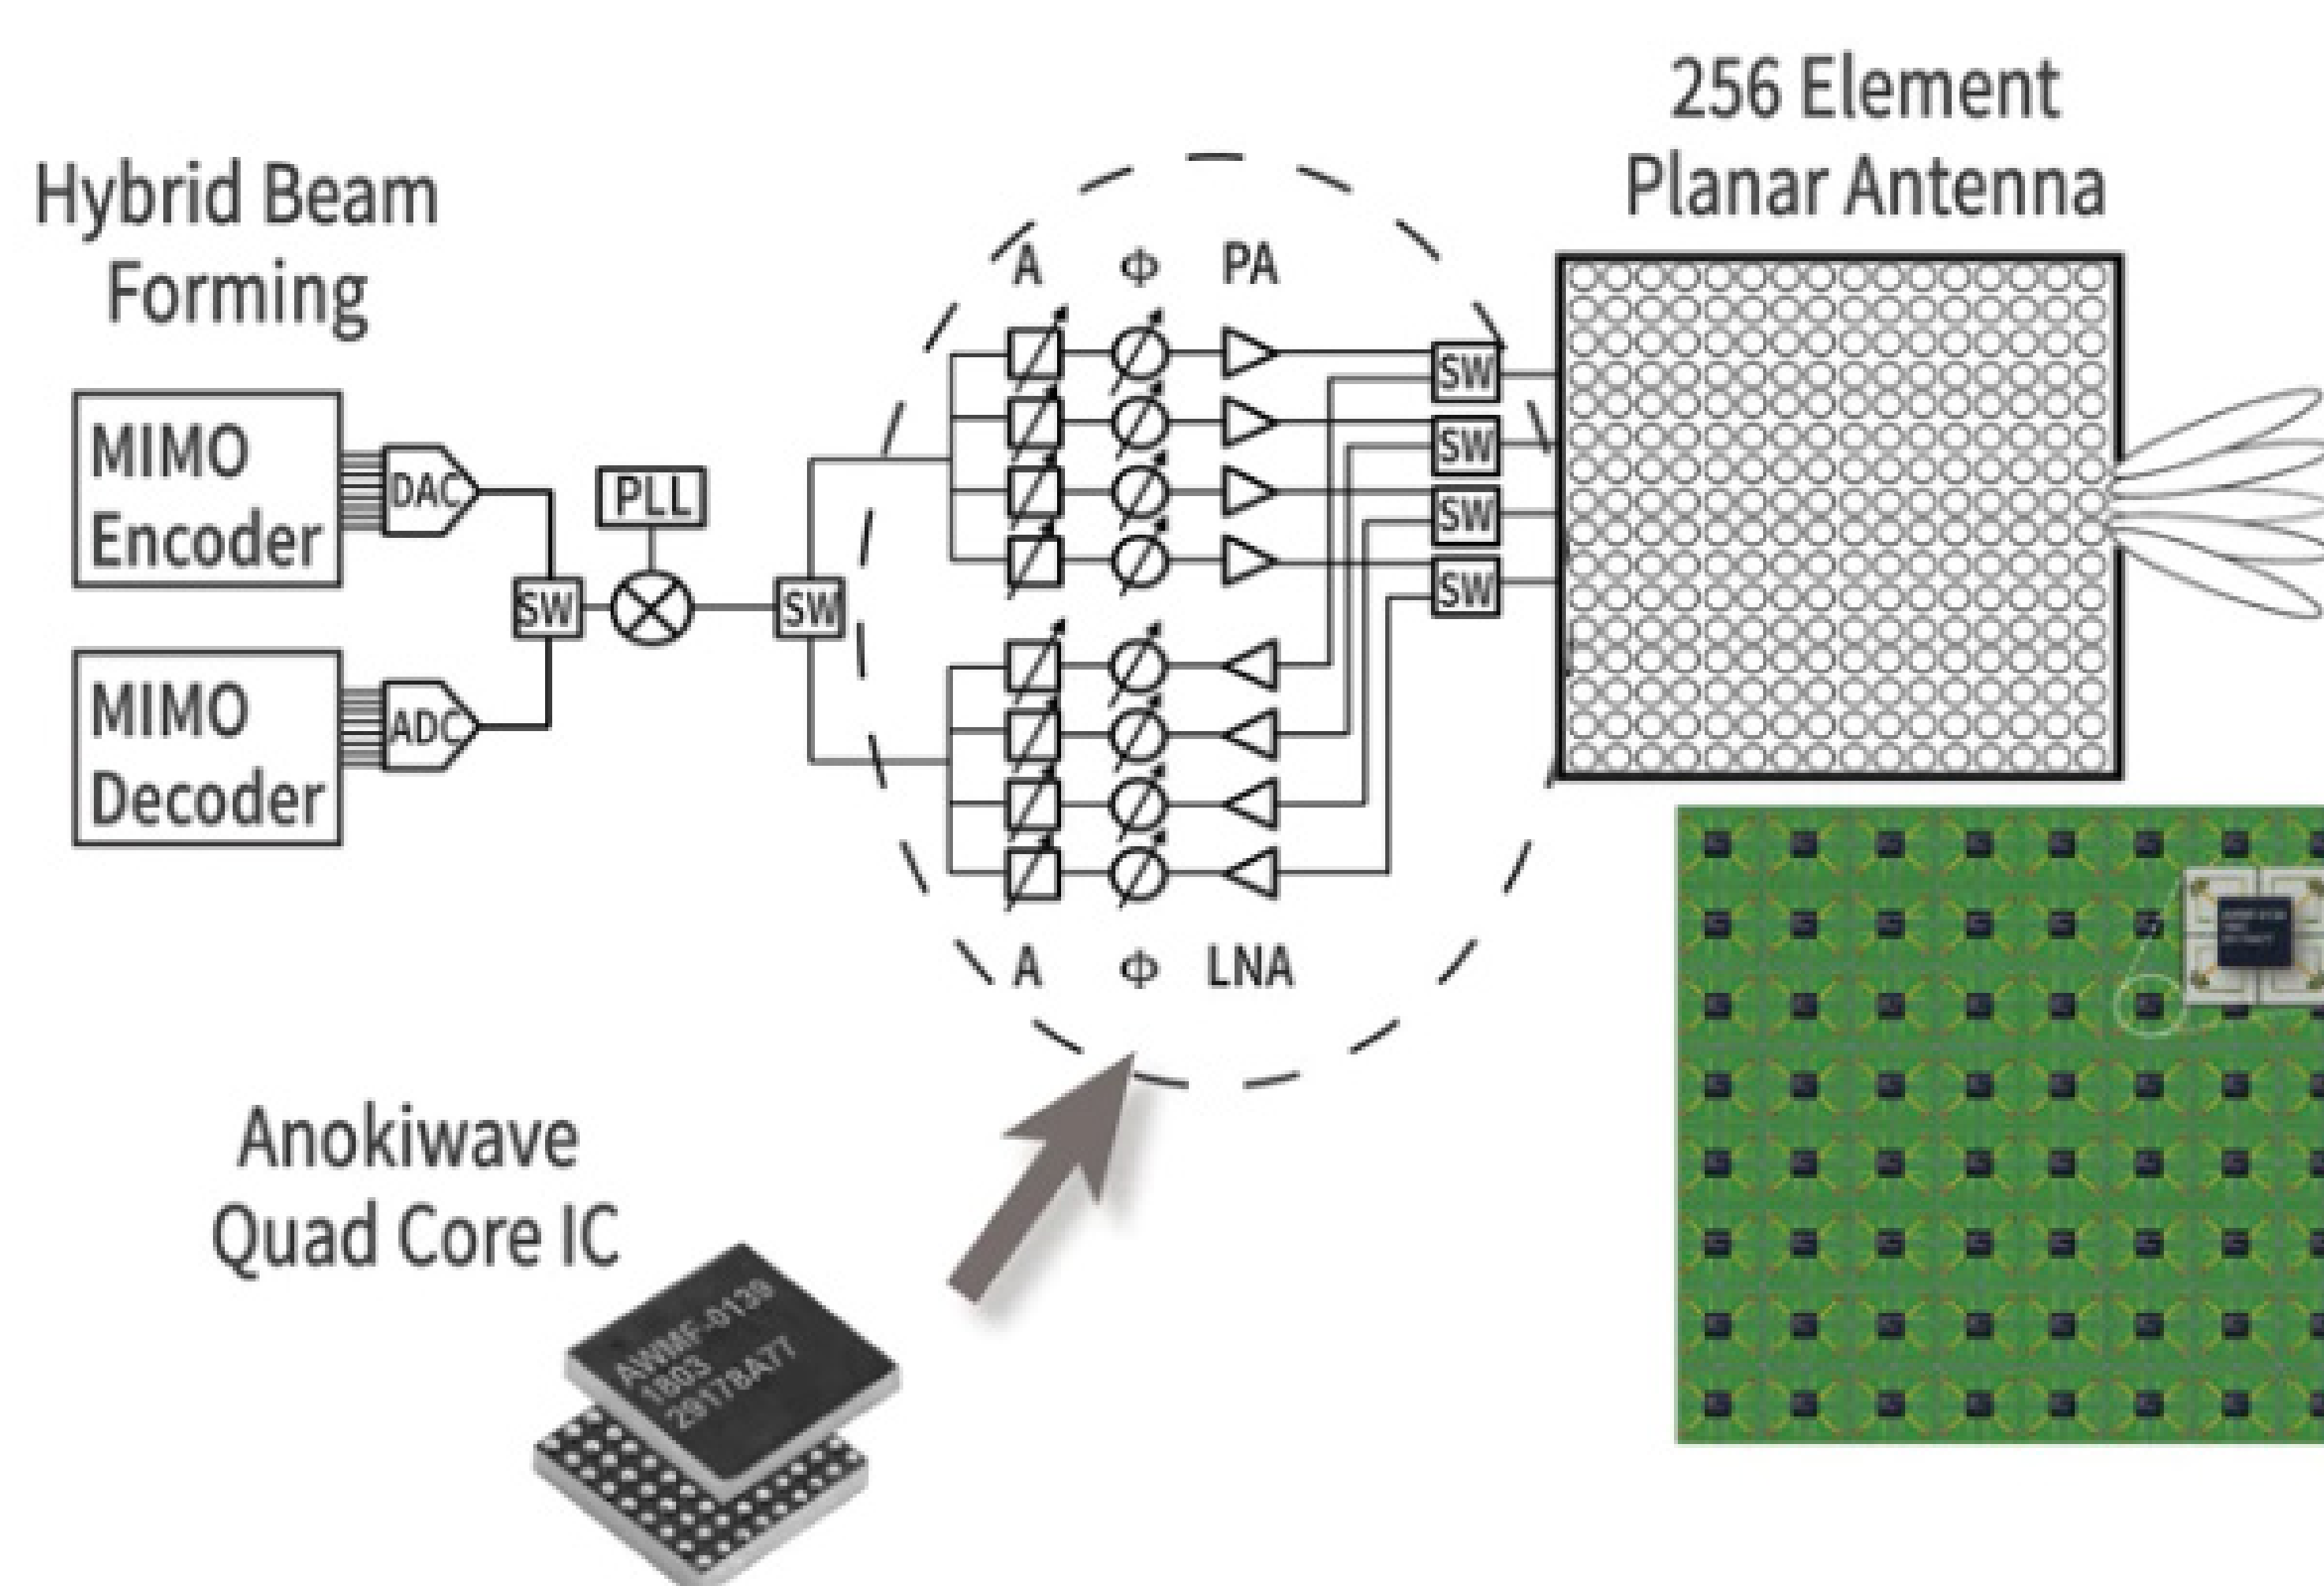 256 Element
Planar Antenna
Hybrid Beam
Forming
A Φ PA
MIMO
Encoder
DAC
PLL
SW
SW
SW
SW
SW
SW
MIMO
Decoder
ADC
A Φ LNA
Anokiwave
Quad Core IC
AWMF-0139
1803
29178A77